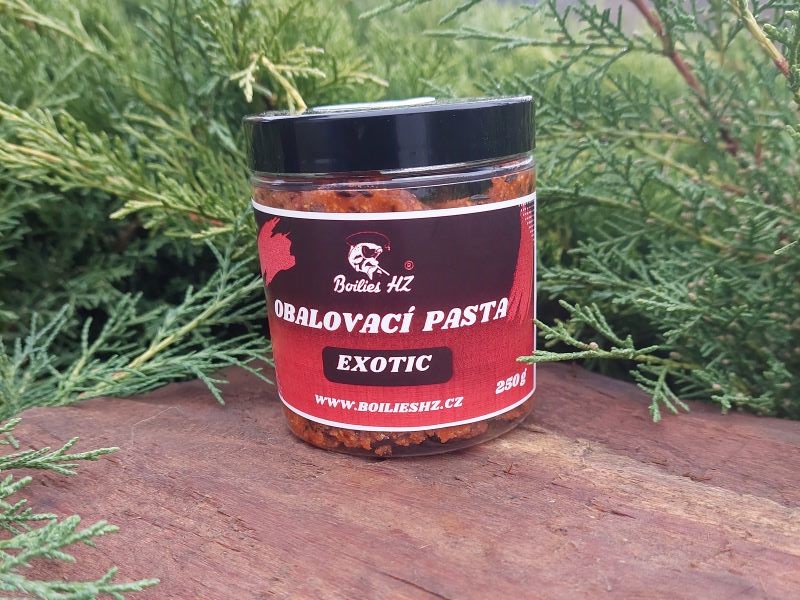 Boilies HZ ®
OBALOVACÍ PASTA
EXOTIC
250 g
WWW.BOILIESHZ.CZ